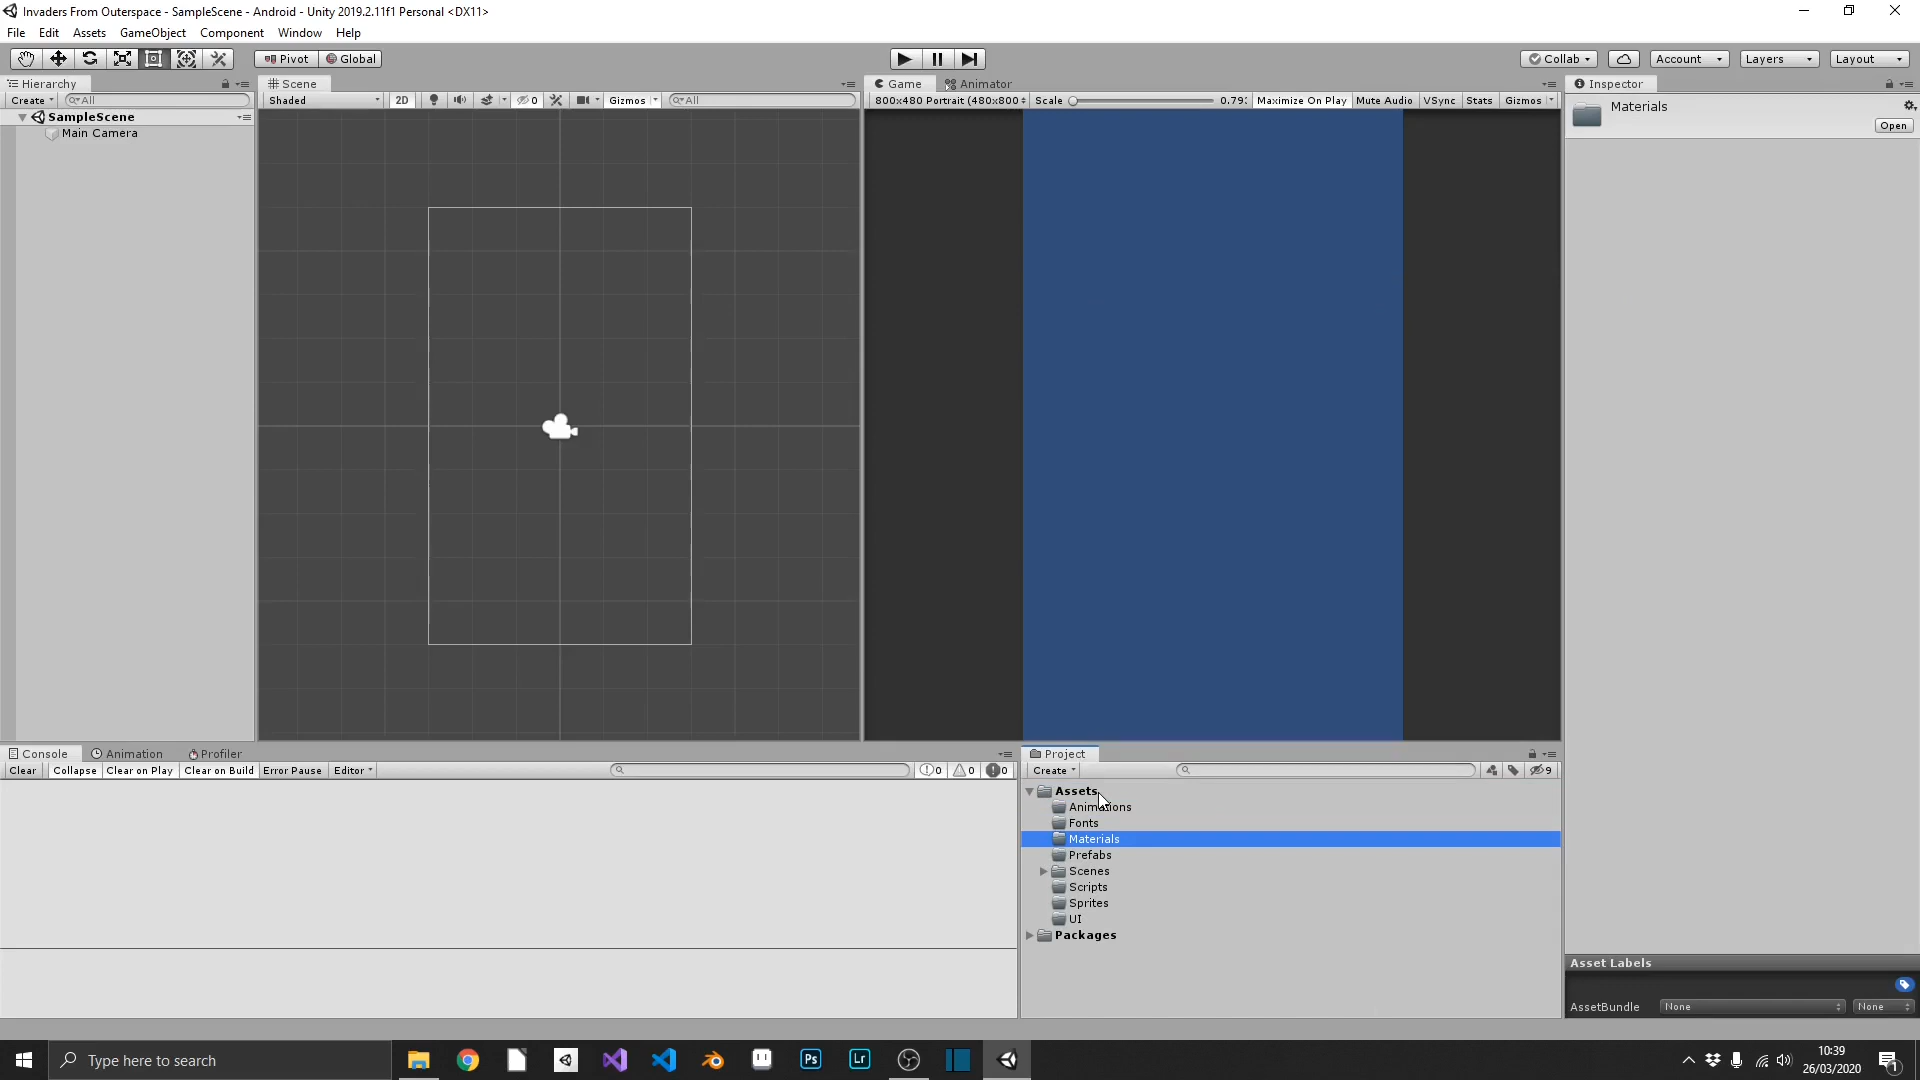 Invaders From Outerspace - SampleScene - Android - Unity 2019.2.11f1 Personal <DX11>
File Edit Assets GameObject Component Window Help
Pivot Global Collab Account Layers Layout
Hierarchy Scene Game Animator Inspector
Create All Shaded 2D 0 Gizmos All 800x480 Portrait (480x800 Scale 0.79 Maximize On Play Mute Audio VSync Stats Gizmos
Materials
Open
SampleScene
Main Camera
Console Animation Profiler Project
Clear Collapse Clear on Play Clear on Build Error Pause Editor 0 0 0 Create 9
Assets
Animations
Fonts
Materials
Prefabs
Scenes
Scripts
Sprites
UI
Packages
Asset Labels
AssetBundle None None
Type here to search Ps Lr 10:39
26/03/2020
1